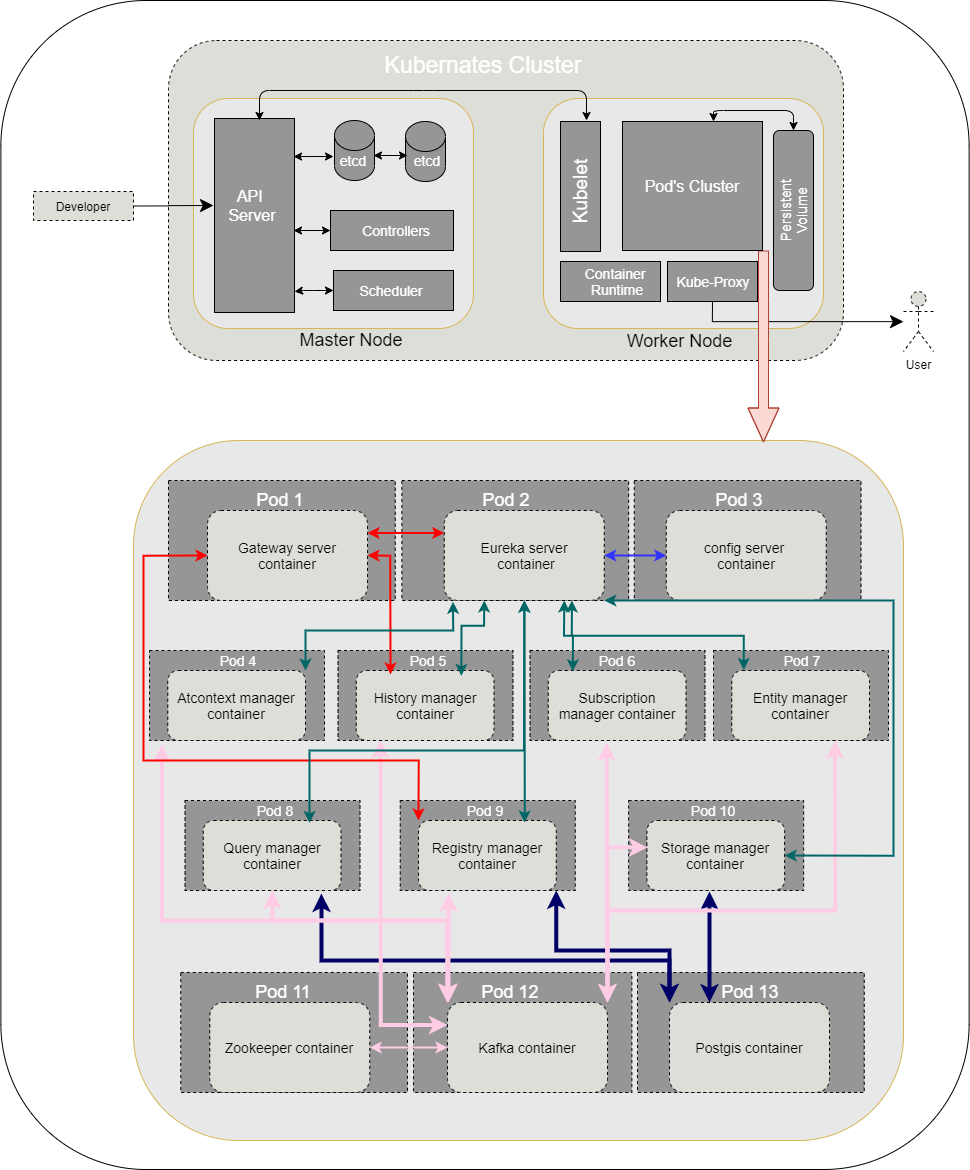 Kubernates Cluster
Developer
API
Server
etcd
etcd
Controllers
Scheduler
Master Node
Kubelet
Pod's Cluster
Persistent
Volume
Container
Runtime
Kube-Proxy
Worker Node
User
Pod 1
Gateway server
container
Pod 2
Eureka server
container
Pod 3
config server
container
Pod 4
Atcontext manager
container
Pod 5
History manager
container
Pod 6
Subscription
manager container
Pod 7
Entity manager
container
Pod 8
Query manager
container
Pod 9
Registry manager
container
Pod 10
Storage manager
container
Pod 11
Zookeeper container
Pod 12
Kafka container
Pod 13
Postgis container